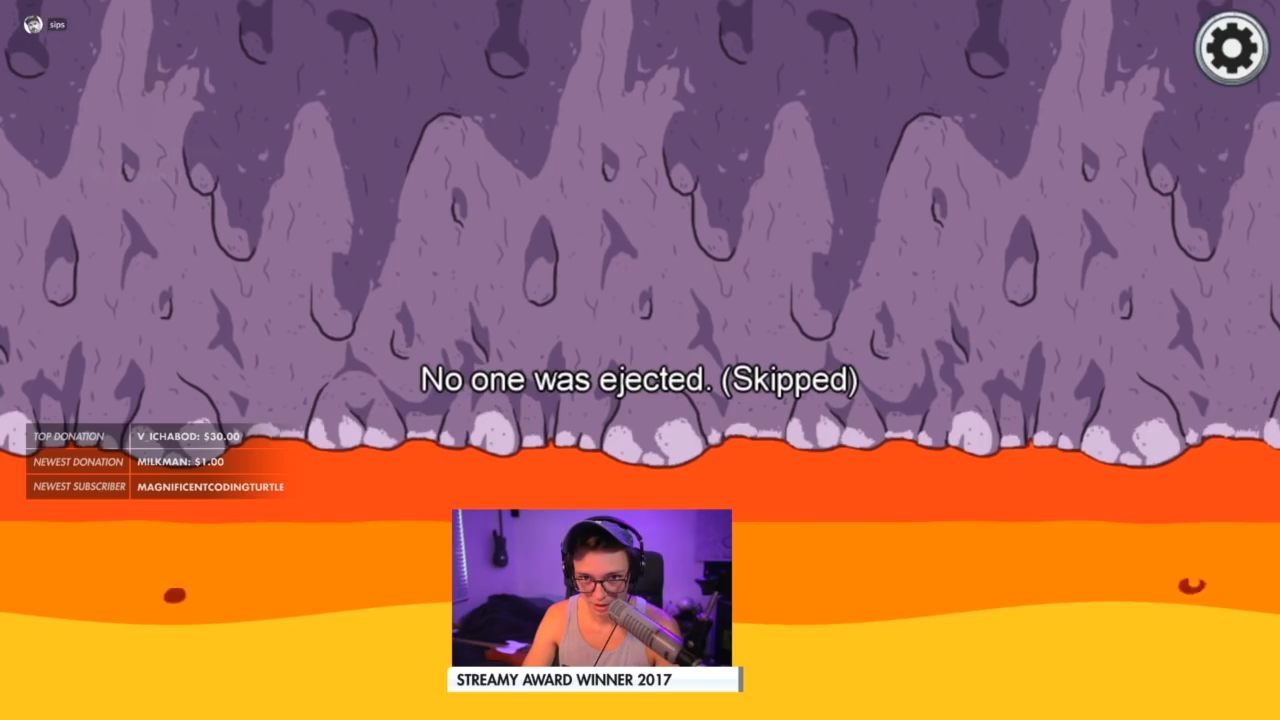 sips
No one was ejected. (Skipped)
TOP DONATION V_ICHABOD: $30.00
NEWEST DONATION MILKMAN: $1.00
NEWEST SUBSCRIBER MAGNIFICENTCODINGTURTLE
STREAMY AWARD WINNER 2017